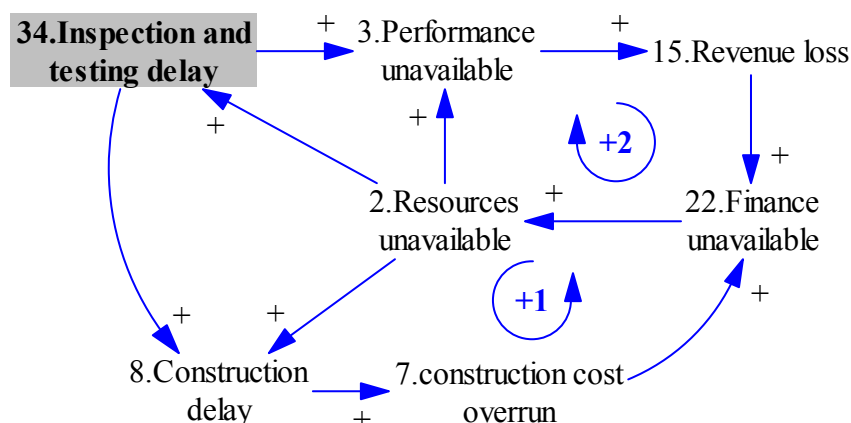 34.Inspection and
testing delay
+
3.Performance
unavailable
+
15.Revenue loss
+
+
+2
+
2.Resources
unavailable
+
22.Finance
unavailable
+1
+
+
+
8.Construction
delay
+
7.construction cost
overrun